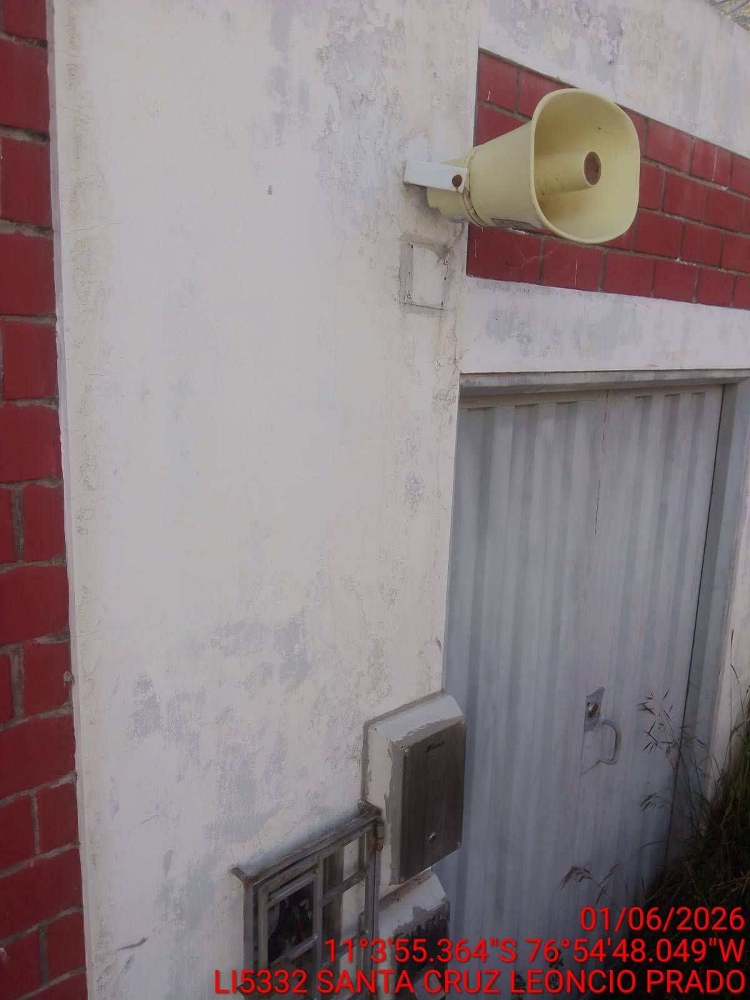 01/06/2026
11°3'55.364"S 76°54'48.049"W
LI5332 SANTA CRUZ LEONCIO PRADO